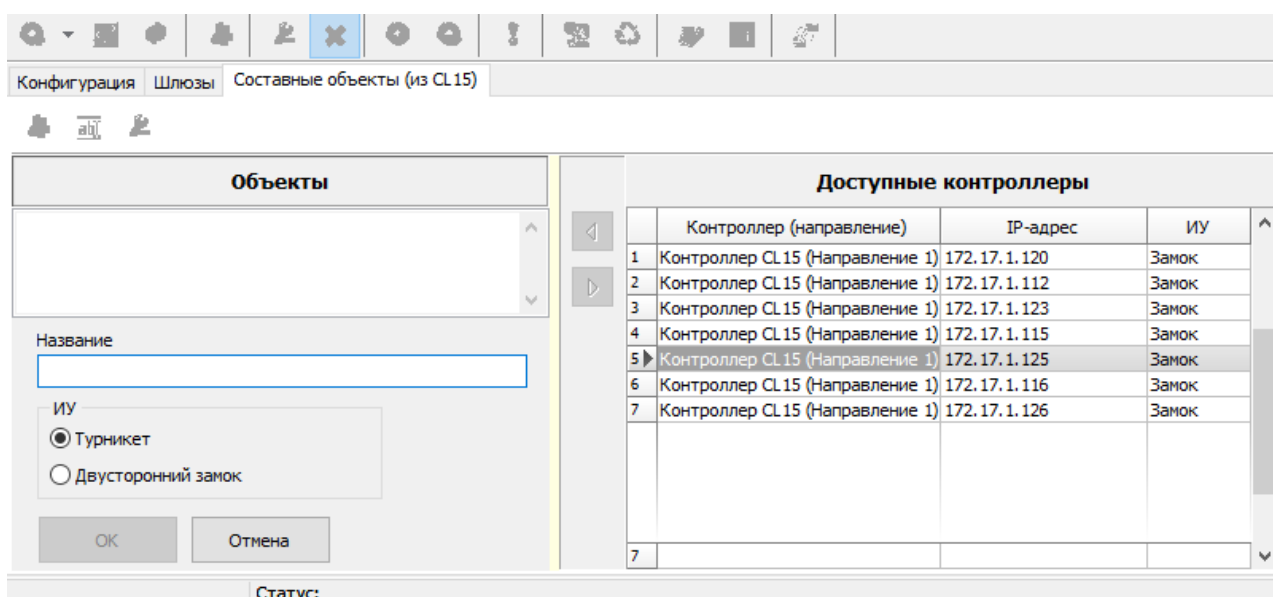 Конфигурация Шлюзы Составные объекты (из CL15)
ab
Объекты
Название
ИУ
Турникет
Двусторонний замок
ОК Отмена
Доступные контроллеры
Контроллер (направление) IP-адрес ИУ
1 Контроллер CL15 (Направление 1) 172.17.1.120 Замок
2 Контроллер CL15 (Направление 1) 172.17.1.112 Замок
3 Контроллер CL15 (Направление 1) 172.17.1.123 Замок
4 Контроллер CL15 (Направление 1) 172.17.1.115 Замок
5 Контроллер CL15 (Направление 1) 172.17.1.125 Замок
6 Контроллер CL15 (Направление 1) 172.17.1.116 Замок
7 Контроллер CL15 (Направление 1) 172.17.1.126 Замок
7
Статус: